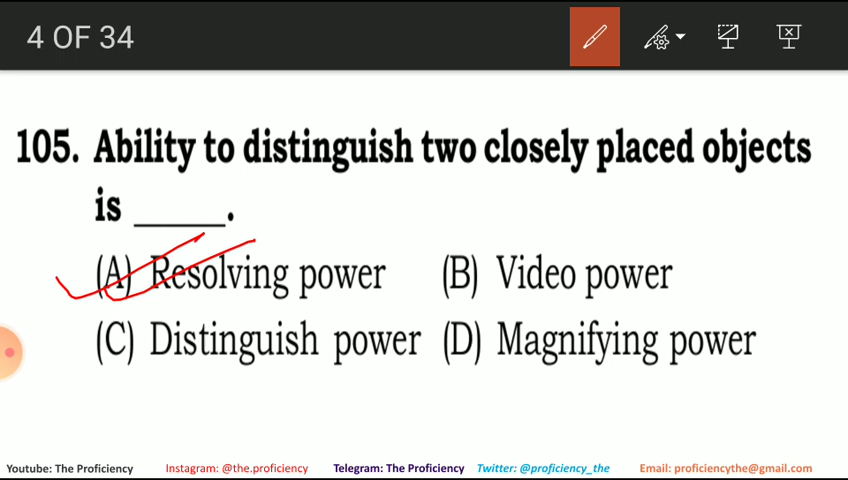 4 OF 34
105. Ability to distinguish two closely placed objects
is _____.
(A) Resolving power (B) Video power
(C) Distinguish power (D) Magnifying power
Youtube: The Proficiency Instagram: @the.proficiency Telegram: The Proficiency Twitter: @proficiency_the Email: proficiencythe@gmail.com